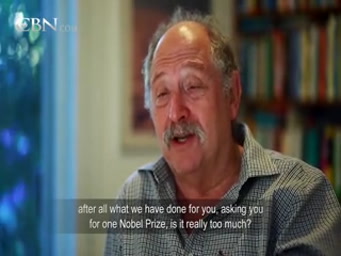 CBN.com
after all what we have done for you, asking you
for one Nobel Prize, is it really too much?